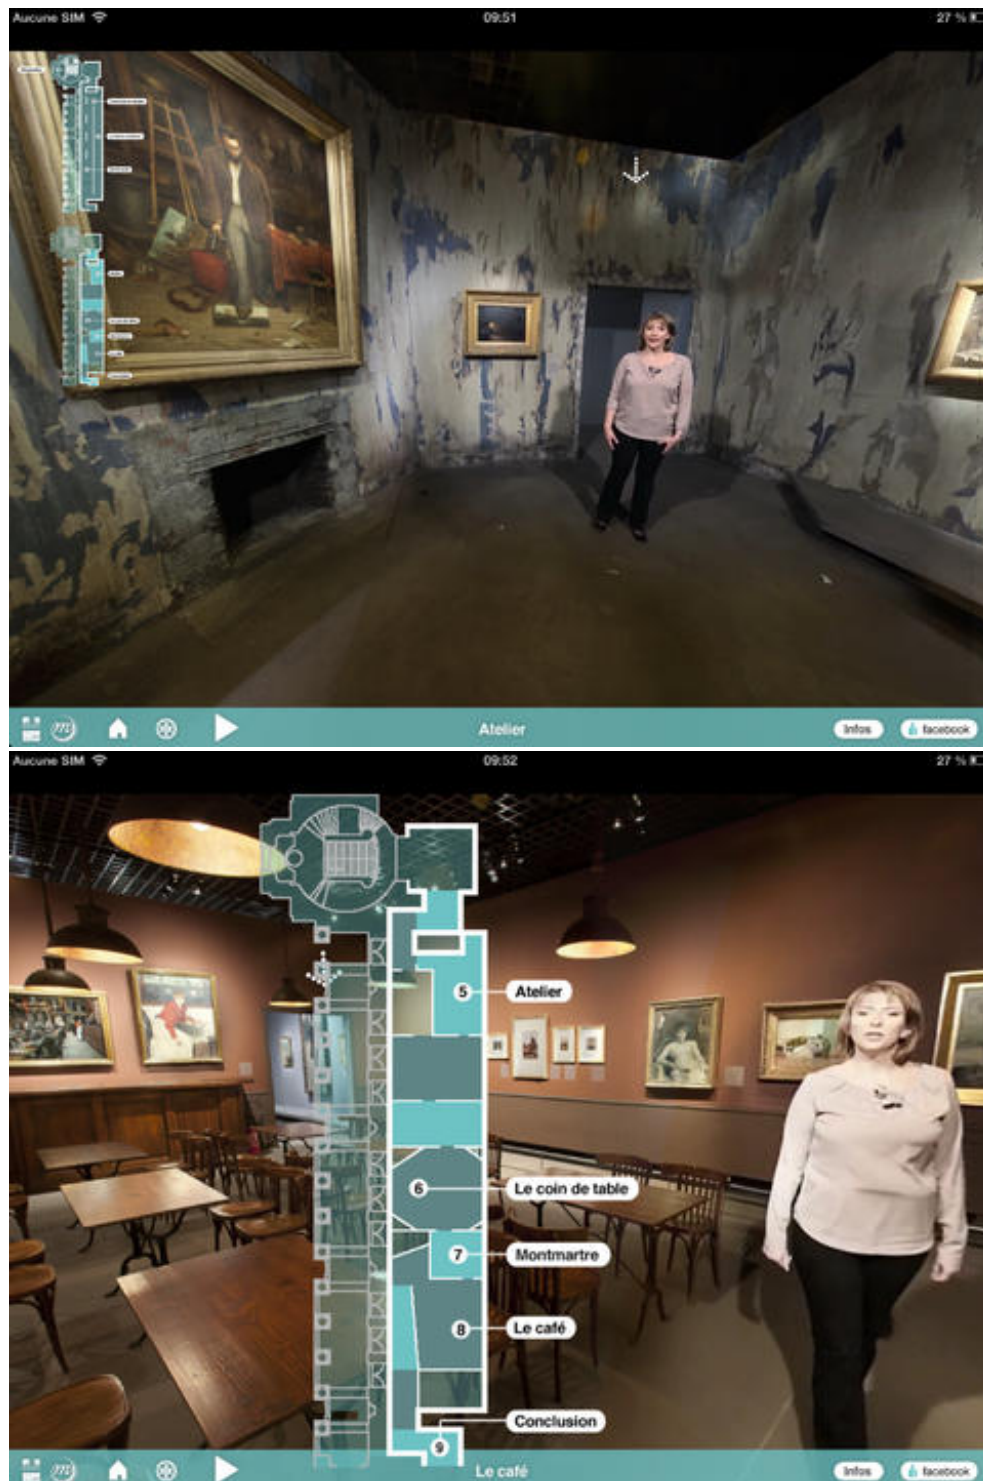 Aucune SIM
09:51
27 %
m
Atelier
Infos
facebook
Aucune SIM
09:52
27 %
5 Atelier
6 Le coin de table
7 Montmartre
8 Le café
Conclusion
9
m
Le café
Infos
facebook